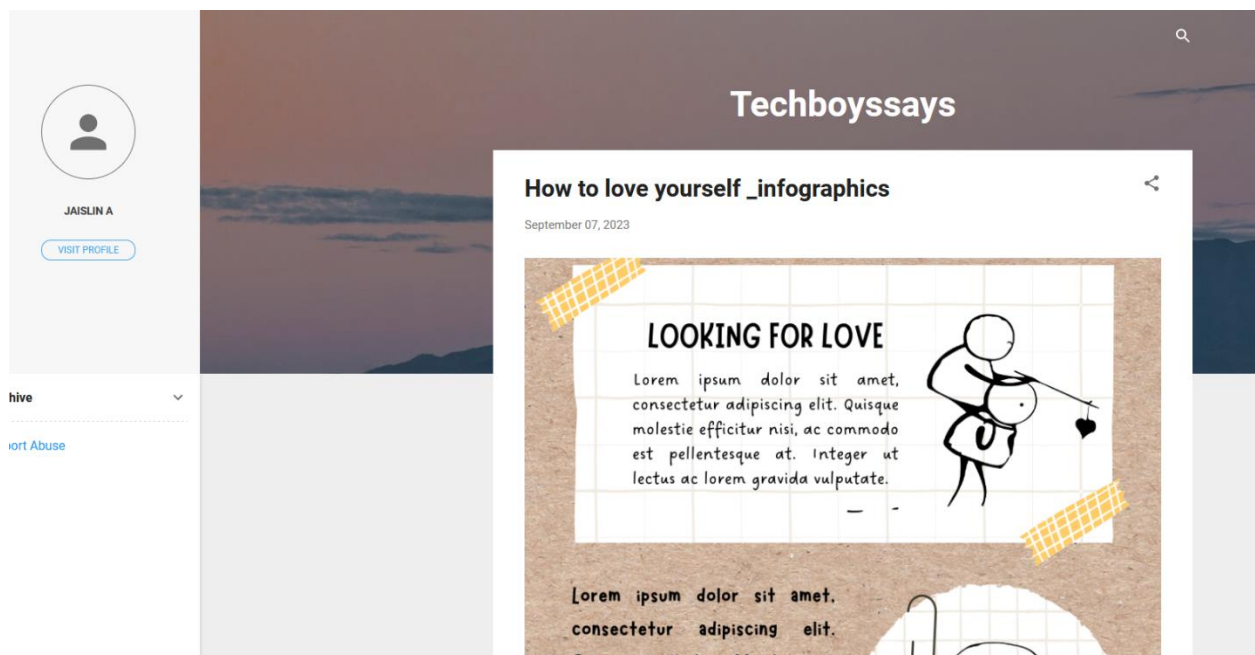 Techboyssays
JAISLIN A
VISIT PROFILE
hive
ort Abuse
How to love yourself _infographics
September 07, 2023
LOOKING FOR LOVE
Lorem ipsum dolor sit amet,
consectetur adipiscing elit. Quisque
molestie efficitur nisi, ac commodo
est pellentesque at. Integer ut
lectus ac lorem gravida vulputate.
Lorem ipsum dolor sit amet,
consectetur adipiscing elit.